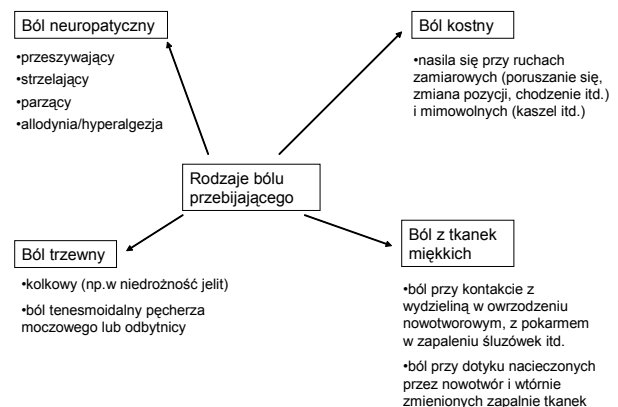 Ból neuropatyczny
•przeszywający
•strzelający
•parzący
•allodynia/hyperalgezja
Ból kostny
•nasila się przy ruchach
zamiarowych (poruszanie się,
zmiana pozycji, chodzenie itd.)
i mimowolnych (kaszel itd.)
Rodzaje bólu
przebijającego
Ból trzewny
•kolkowy (np.w niedrożność jelit)
•ból tenesmoidalny pęcherza
moczowego lub odbytnicy
Ból z tkanek
miękkich
•ból przy kontakcie z
wydzieliną w owrzodzeniu
nowotworowym, z pokarmem
w zapaleniu śluzówek itd.
•ból przy dotyku nacieczonych
przez nowotwór i wtórnie
zmienionych zapalnie tkanek